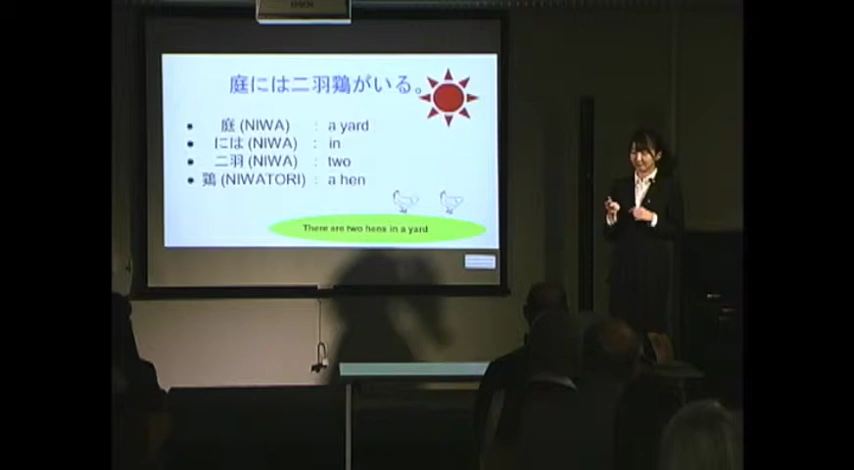 EPSON
庭には二羽鶏がいる。
● 庭 (NIWA) : a yard
● には (NIWA) : in
● 二羽 (NIWA) : two
● 鶏 (NIWATORI) : a hen
There are two hens in a yard